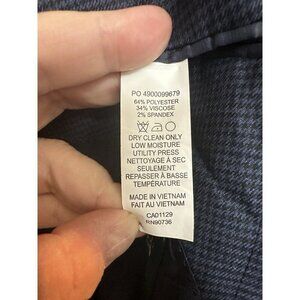 PO 4900099679
64% POLYESTER
34% VISCOSE
2% SPANDEX
DRY CLEAN ONLY
LOW MOISTURE
UTILITY PRESS
NETTOYAGE À SEC
SEULEMENT
REPASSER À BASSE
TEMPÉRATURE
MADE IN VIETNAM
FAIT AU VIETNAM
CA01129
RN90736